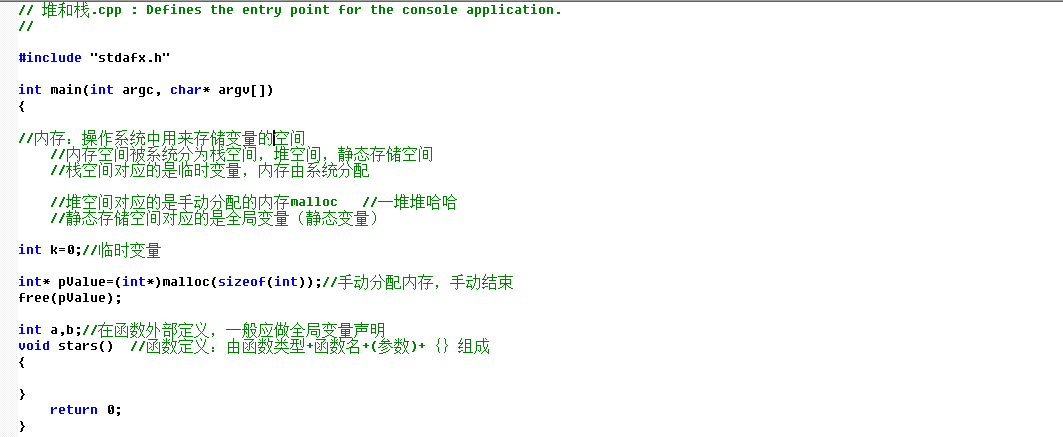 // 堆和栈.cpp : Defines the entry point for the console application.
//
#include "stdafx.h"
int main(int argc, char* argv[])
{
//内存：操作系统中用来存储变量的空间
//内存空间被系统分为栈空间，堆空间，静态存储空间
//栈空间对应的是临时变量，内存由系统分配
//堆空间对应的是手动分配的内存malloc //一堆堆哈哈
//静态存储空间对应的是全局变量（静态变量）
int k=0;//临时变量
int* pValue=(int*)malloc(sizeof(int));//手动分配内存，手动结束
free(pValue);
int a,b;//在函数外部定义，一般应做全局变量声明
void stars() //函数定义：由函数类型+函数名+(参数)+ {} 组成
{
}
return 0;
}